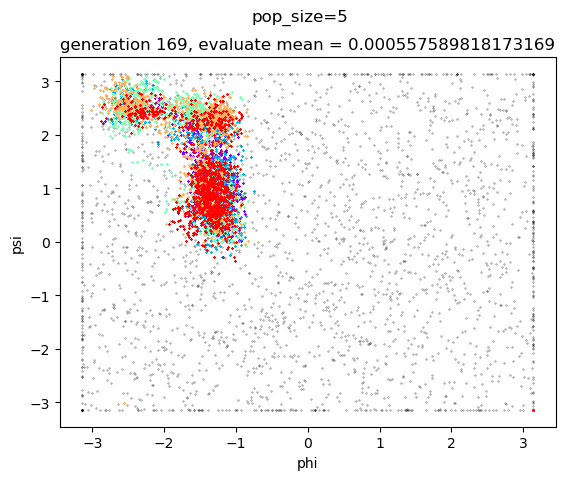 pop_size=5
generation 169, evaluate mean = 0.000557589818173169
3
2
1
0
−1
−2
−3
psi
−3 −2 −1 0 1 2 3
phi